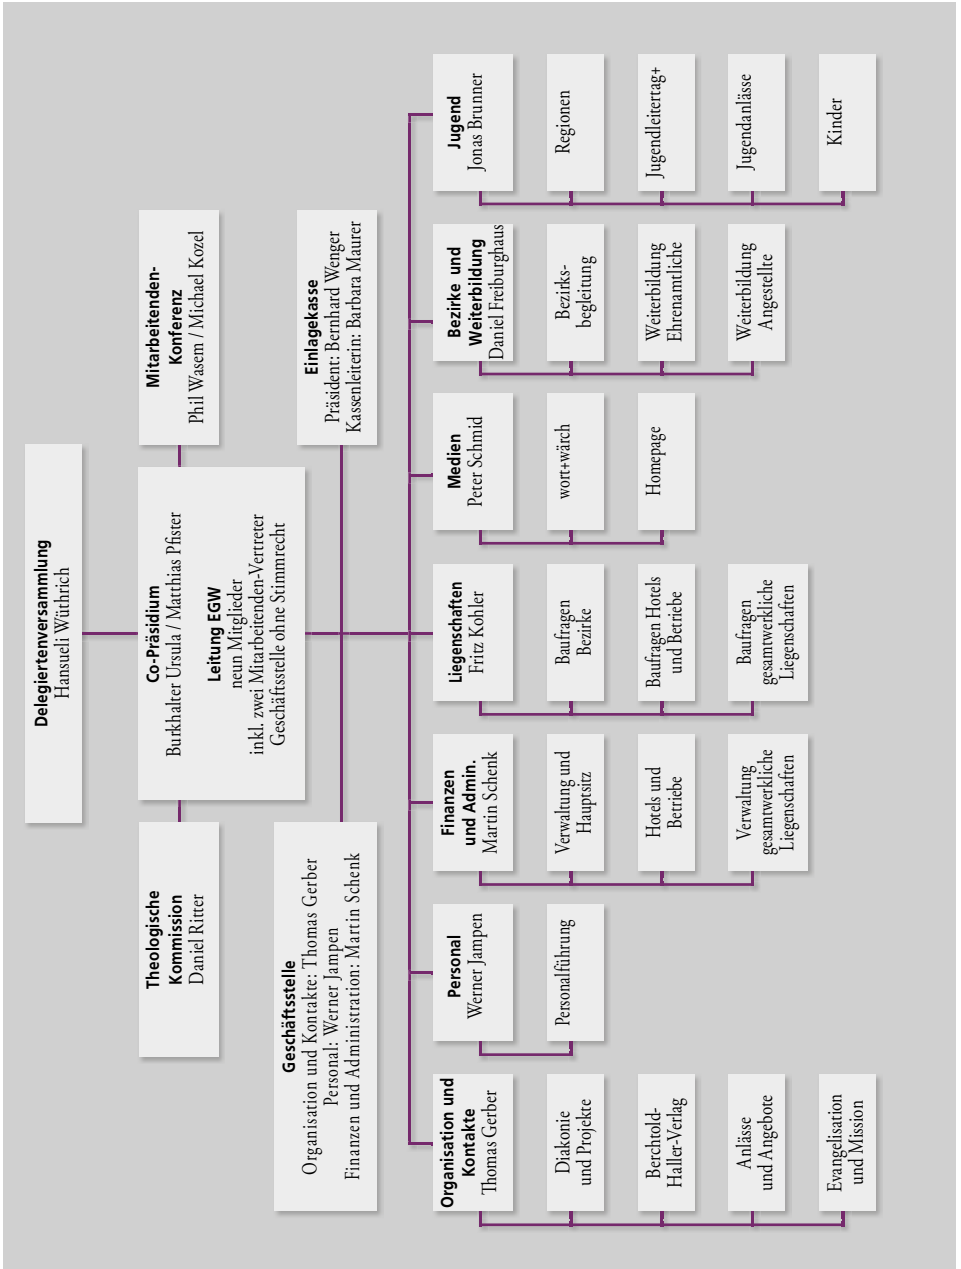 Delegiertenversammlung
Hansueli Wüthrich
Theologische
Kommission
Daniel Ritter
Co-Präsidium
Burkhalter Ursula / Matthias Pfister
Leitung EGW
neun Mitglieder
inkl. zwei Mitarbeitenden-Vertreter
Geschäftsstelle ohne Stimmrecht
Mitarbeitenden-
Konferenz
Phil Wasem / Michael Kozel
Geschäftsstelle
Organisation und Kontakte: Thomas Gerber
Personal: Werner Jampen
Finanzen und Administration: Martin Schenk
Einlagekasse
Präsident: Bernhard Wenger
Kassenleiterin: Barbara Maurer
Organisation und
Kontakte
Thomas Gerber
Diakonie
und Projekte
Berchtold-
Haller-Verlag
Anlässe
und Angebote
Evangelisation
und Mission
Personal
Werner Jampen
Personalführung
Finanzen
und Admin.
Martin Schenk
Verwaltung und
Hauptsitz
Hotels und
Betriebe
Verwaltung
gesamtwerkliche
Liegenschaften
Liegenschaften
Fritz Kohler
Baufragen
Bezirke
Baufragen Hotels
und Betriebe
Baufragen
gesamtwerkliche
Liegenschaften
Medien
Peter Schmid
wort+wärch
Homepage
Bezirke und
Weiterbildung
Daniel Freiburghaus
Bezirks-
begleitung
Weiterbildung
Ehrenamtliche
Weiterbildung
Angestellte
Jugend
Jonas Brunner
Regionen
Jugendleitertag+
Jugendanlässe
Kinder